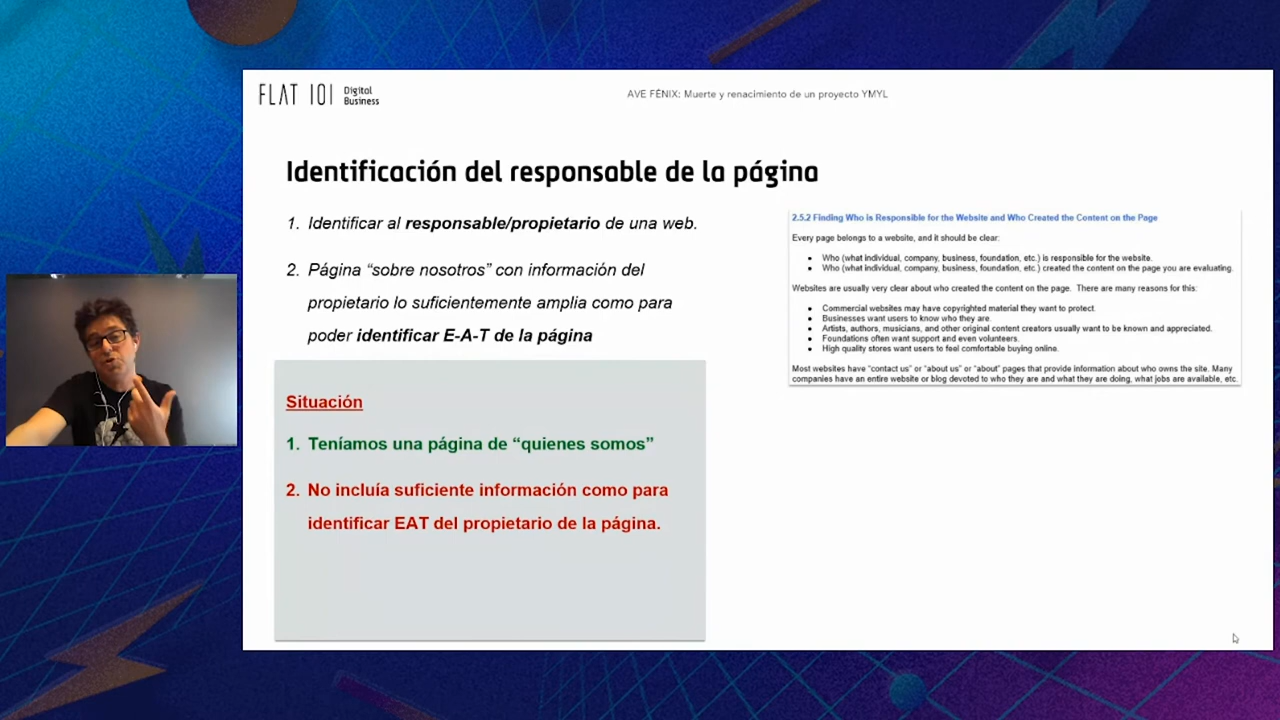 FLAT 101 Digital Business
AVE FÉNIX: Muerte y renacimiento de un proyecto YMYL
Identificación del responsable de la página
1. Identificar al responsable/propietario de una web.
2. Página “sobre nosotros” con información del
propietario lo suficientemente amplia como para
poder identificar E-A-T de la página
Situación
1. Teníamos una página de “quienes somos”
2. No incluía suficiente información como para
identificar EAT del propietario de la página.
2.5.2 Finding Who is Responsible for the Website and Who Created the Content on the Page
Every page belongs to a website, and it should be clear:
• Who (what individual, company, business, foundation, etc.) is responsible for the website.
• Who (what individual, company, business, foundation, etc.) created the content on the page you are evaluating.
Websites are usually very clear about who created the content on the page. There are many reasons for this:
• Commercial websites may have copyrighted material they want to protect.
• Businesses want users to know who they are.
• Artists, authors, musicians, and other original content creators usually want to be known and appreciated.
• Foundations often want support and even volunteers.
• High quality stores want users to feel comfortable buying online.
Most websites have “contact us” or “about us” or “about” pages that provide information about who owns the site. Many
companies have an entire website or blog devoted to who they are and what they are doing, what jobs are available, etc.